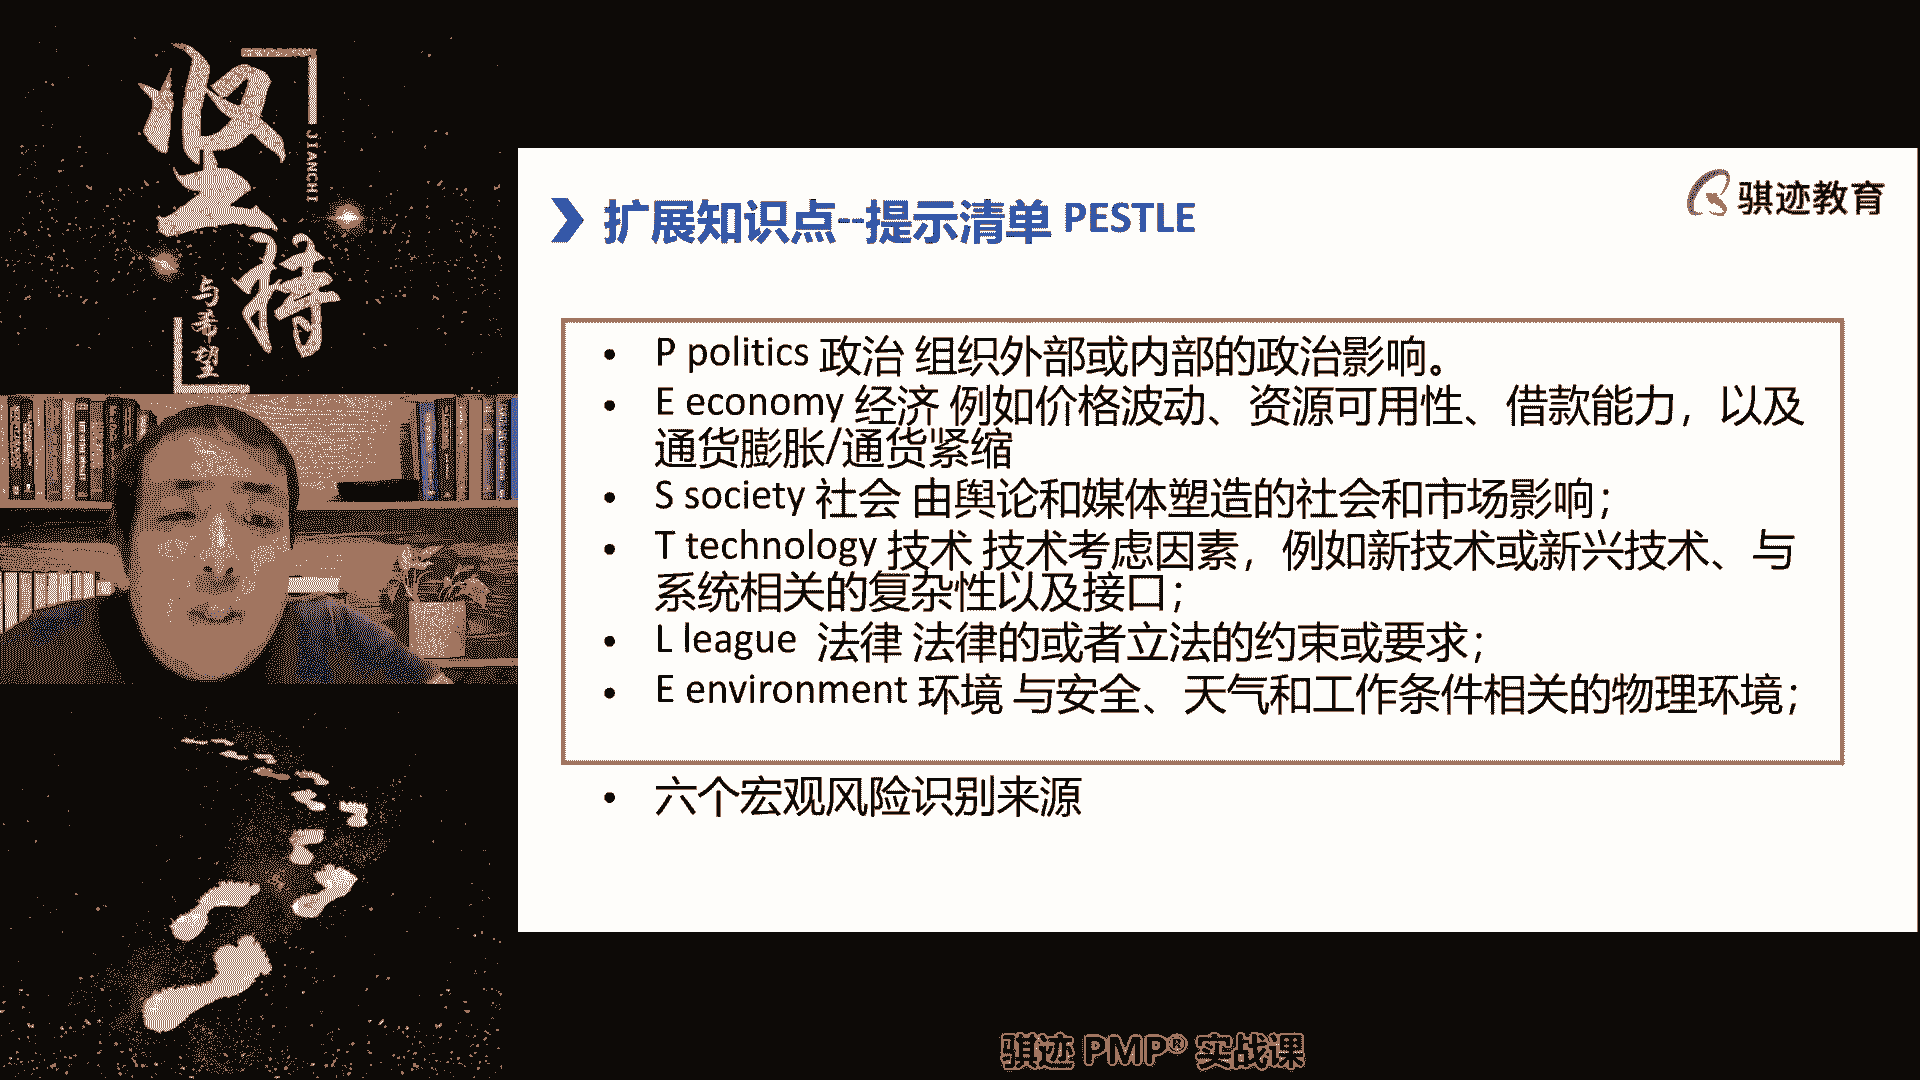 坚持
JIANCHI
与希望
骐迹教育
扩展知识点--提示清单 PESTLE
• P politics 政治 组织外部或内部的政治影响。
• E economy 经济 例如价格波动、资源可用性、借款能力，以及
通货膨胀/通货紧缩
• S society 社会 由舆论和媒体塑造的社会和市场影响；
• T technology 技术 技术考虑因素，例如新技术或新兴技术、与
系统相关的复杂性以及接口；
• L league 法律 法律的或者立法的约束或要求；
• E environment 环境 与安全、天气和工作条件相关的物理环境；
• 六个宏观风险识别来源
骐迹 PMP® 实战课